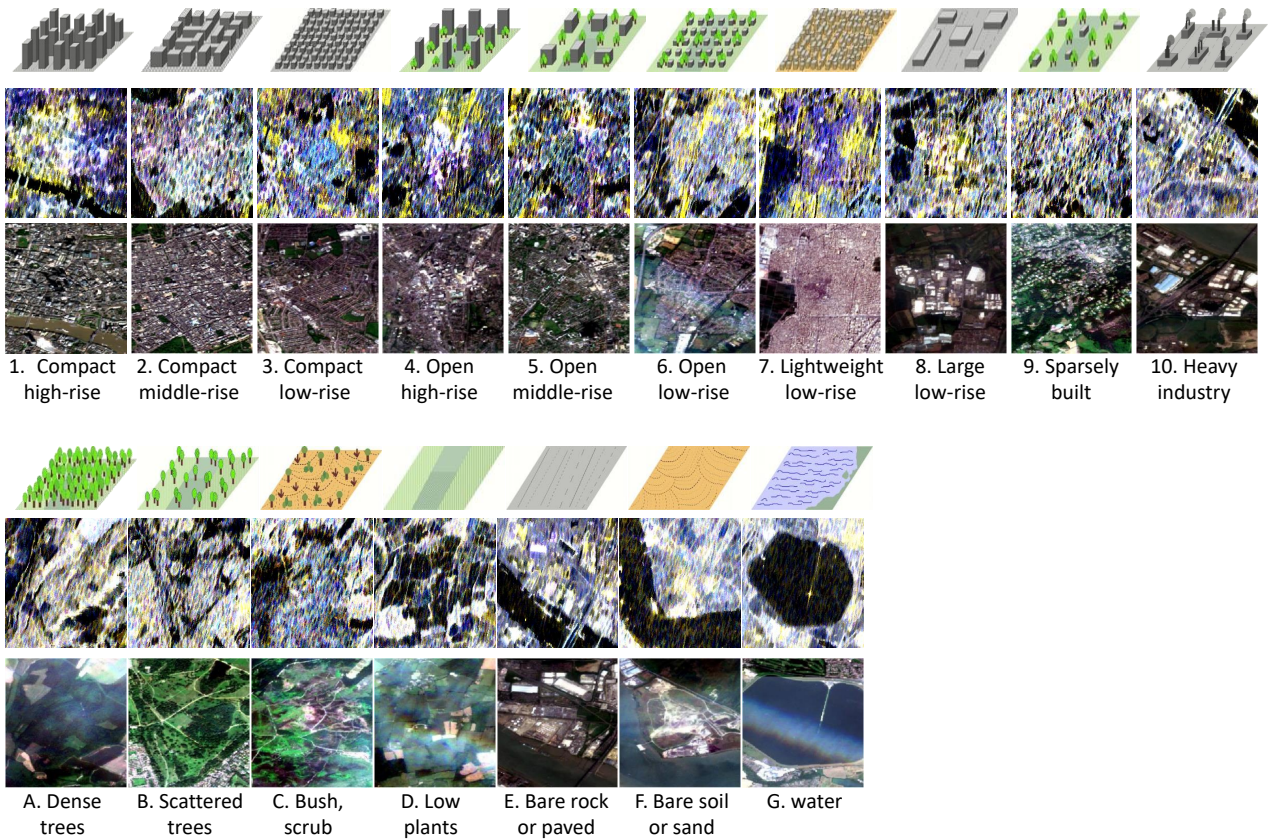 1. Compact
high-rise
2. Compact
middle-rise
3. Compact
low-rise
4. Open
high-rise
5. Open
middle-rise
6. Open
low-rise
7. Lightweight
low-rise
8. Large
low-rise
9. Sparsely
built
10. Heavy
industry
A. Dense
trees
B. Scattered
trees
C. Bush,
scrub
D. Low
plants
E. Bare rock
or paved
F. Bare soil
or sand
G. water